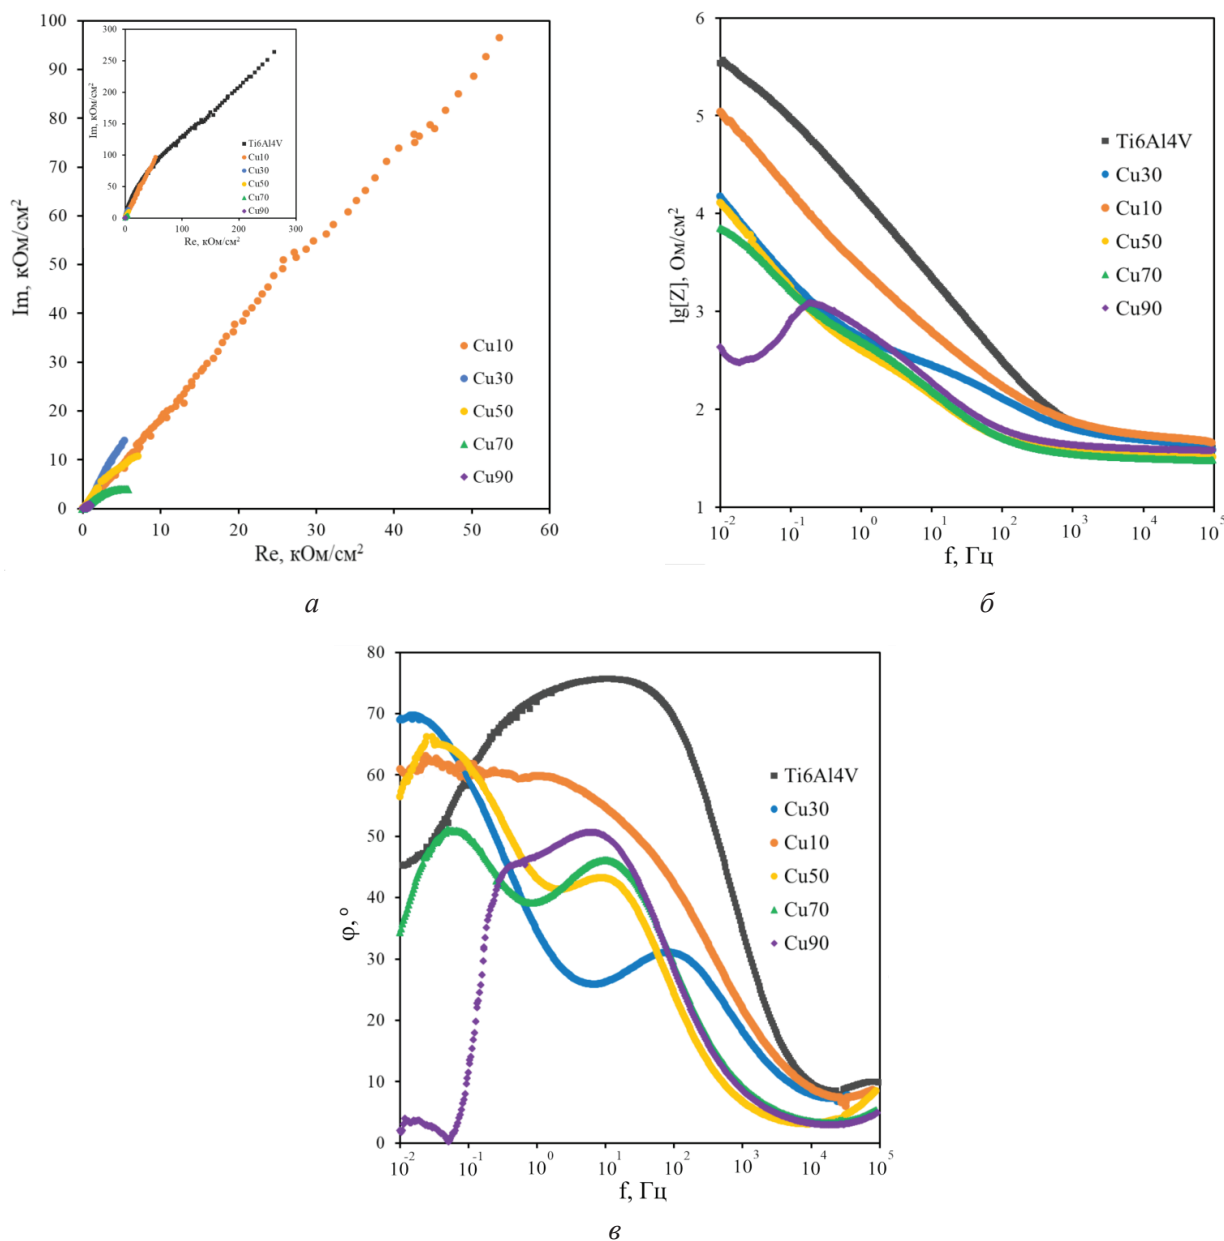 100
90
80
70
60
50
40
30
20
10
0
0
10
20
30
40
50
60
Im, кОм/см²
Re, кОм/см²
300
250
200
150
100
50
0
0
100
200
300
Im, кОм/см²
Re, кОм/см²
Ti6Al4V
Cu10
Cu30
Cu50
Cu70
Cu90
Cu10
Cu30
Cu50
Cu70
Cu90
а
6
5
4
3
2
1
lg[Z], Ом/см²
10⁻²
10⁻¹
10⁰
10¹
10²
10³
10⁴
10⁵
f, Гц
Ti6Al4V
Cu30
Cu10
Cu50
Cu70
Cu90
б
80
70
60
50
40
30
20
10
0
φ, °
10⁻²
10⁻¹
10⁰
10¹
10²
10³
10⁴
10⁵
f, Гц
Ti6Al4V
Cu30
Cu10
Cu50
Cu70
Cu90
в